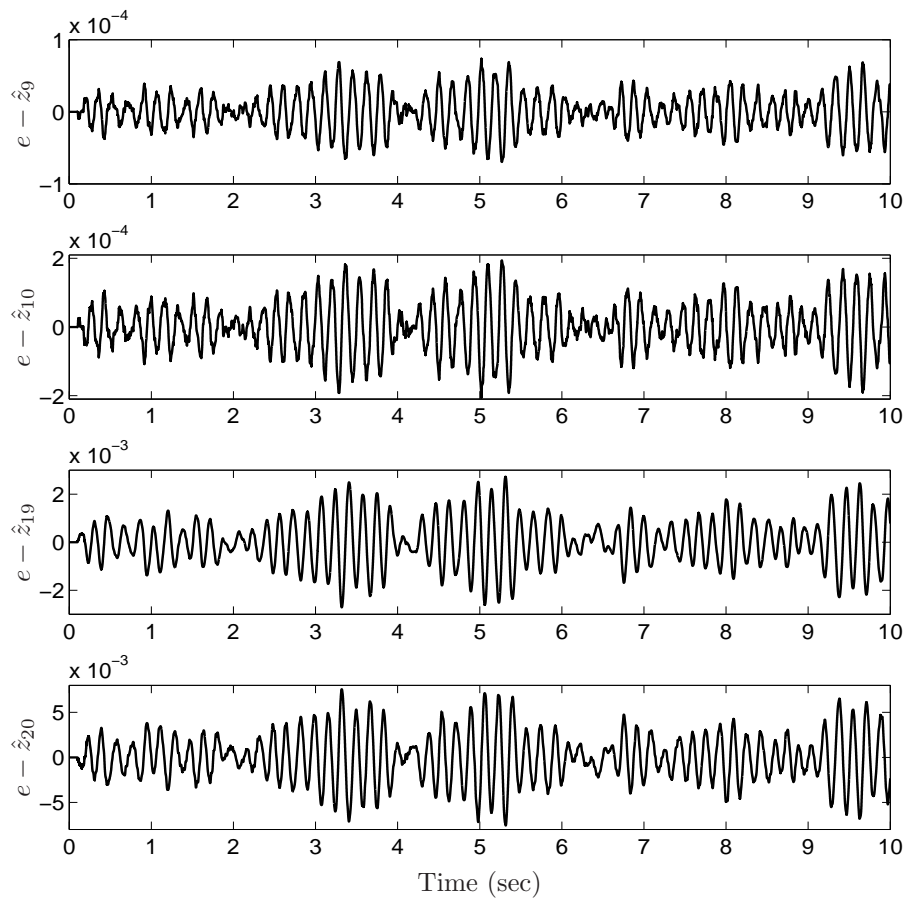 x 10⁻⁴
1
0
−1
e − ẑ₉
0 1 2 3 4 5 6 7 8 9 10
x 10⁻⁴
2
0
−2
e − ẑ₁₀
0 1 2 3 4 5 6 7 8 9 10
x 10⁻³
2
0
−2
e − ẑ₁₉
0 1 2 3 4 5 6 7 8 9 10
x 10⁻³
5
0
−5
e − ẑ₂₀
0 1 2 3 4 5 6 7 8 9 10
Time (sec)